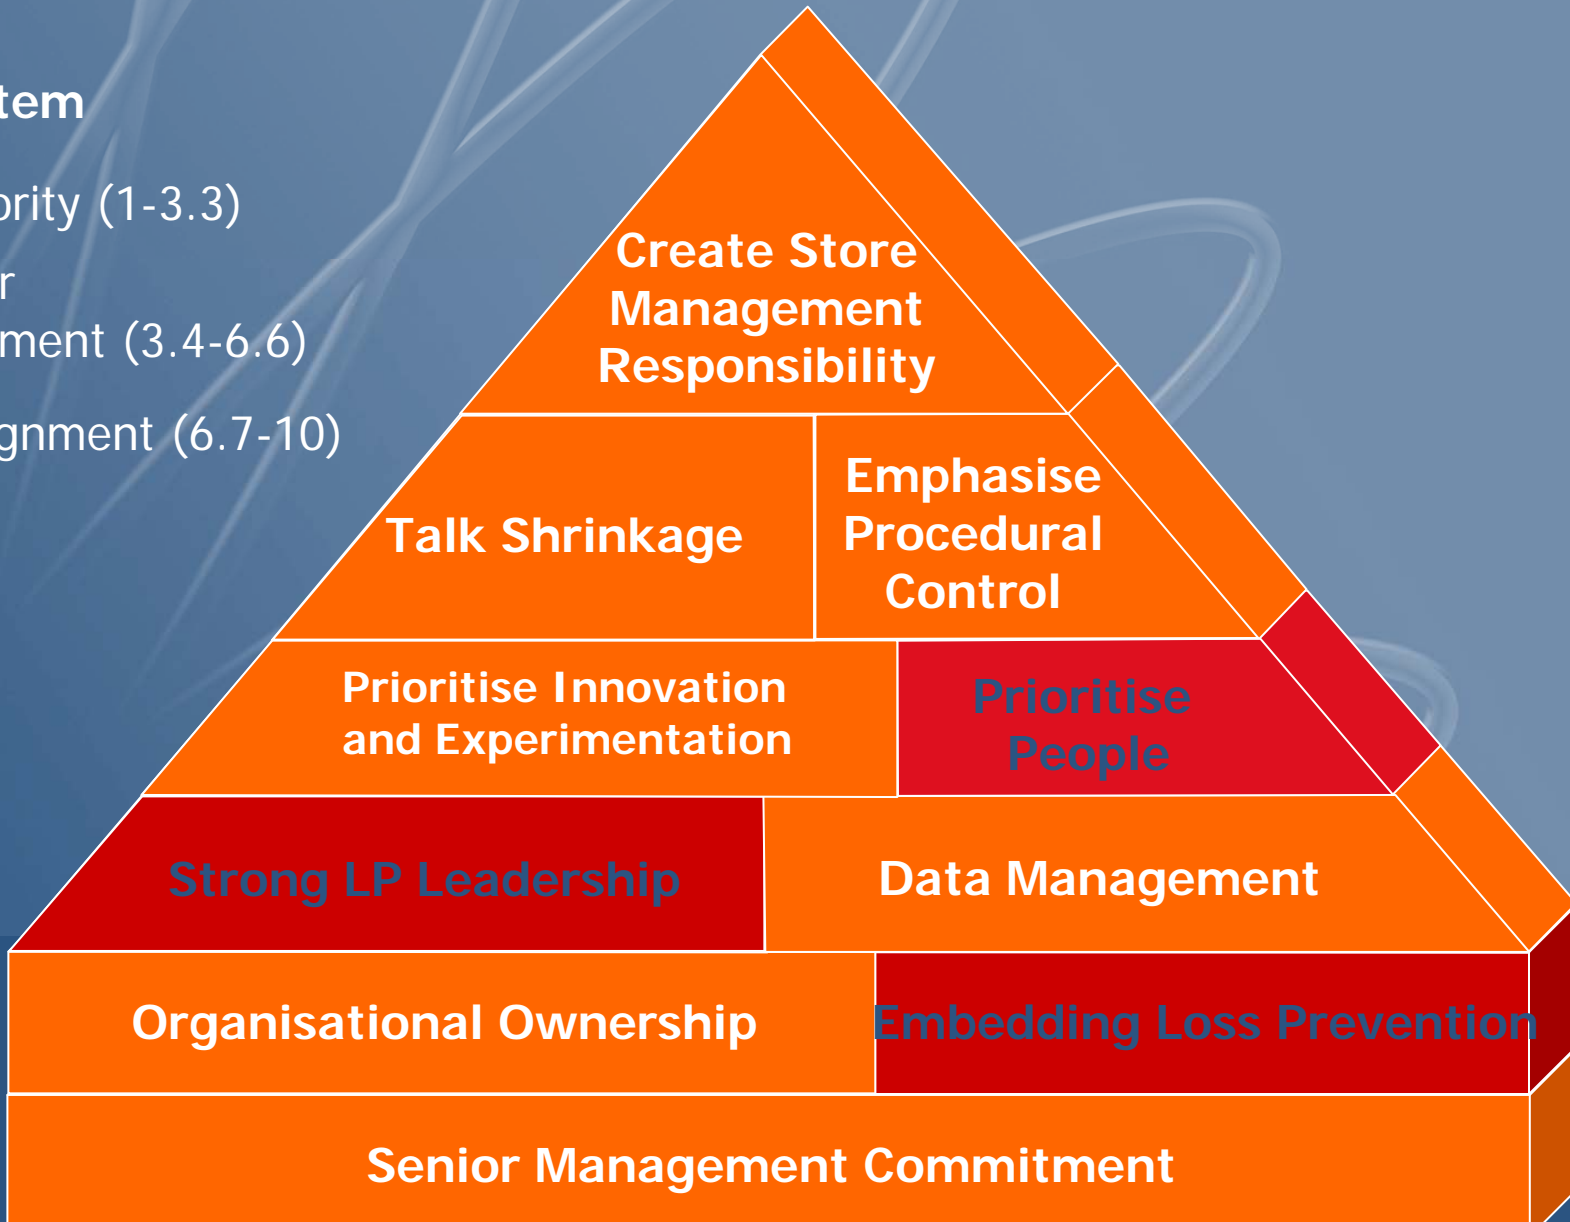 tem
ority (1-3.3)
r
ment (3.4-6.6)
gnment (6.7-10)
Create Store
Management
Responsibility
Talk Shrinkage
Emphasise
Procedural
Control
Prioritise Innovation
and Experimentation
Prioritise
People
Strong LP Leadership
Data Management
Organisational Ownership
Embedding Loss Prevention
Senior Management Commitment